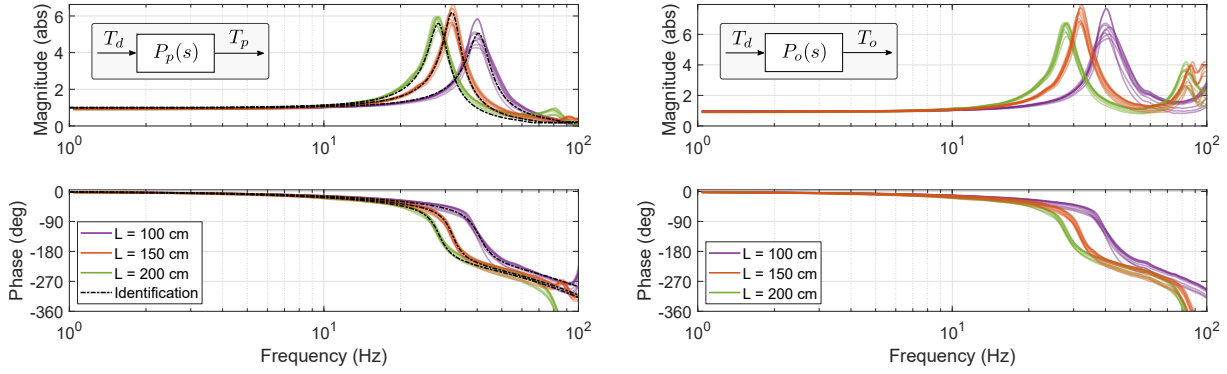 Magnitude (abs)
6
4
2
0
T_d
P_p(s)
T_p
10^0
10^1
10^2
Phase (deg)
0
-90
-180
-270
-360
L = 100 cm
L = 150 cm
L = 200 cm
Identification
10^0
10^1
10^2
Frequency (Hz)
Magnitude (abs)
6
4
2
0
T_d
P_o(s)
T_o
10^0
10^1
10^2
Phase (deg)
0
-90
-180
-270
-360
L = 100 cm
L = 150 cm
L = 200 cm
10^0
10^1
10^2
Frequency (Hz)